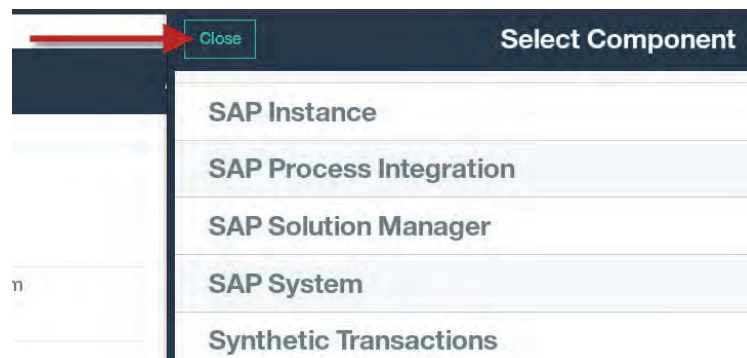 Close
Select Component
SAP Instance
SAP Process Integration
SAP Solution Manager
SAP System
Synthetic Transactions